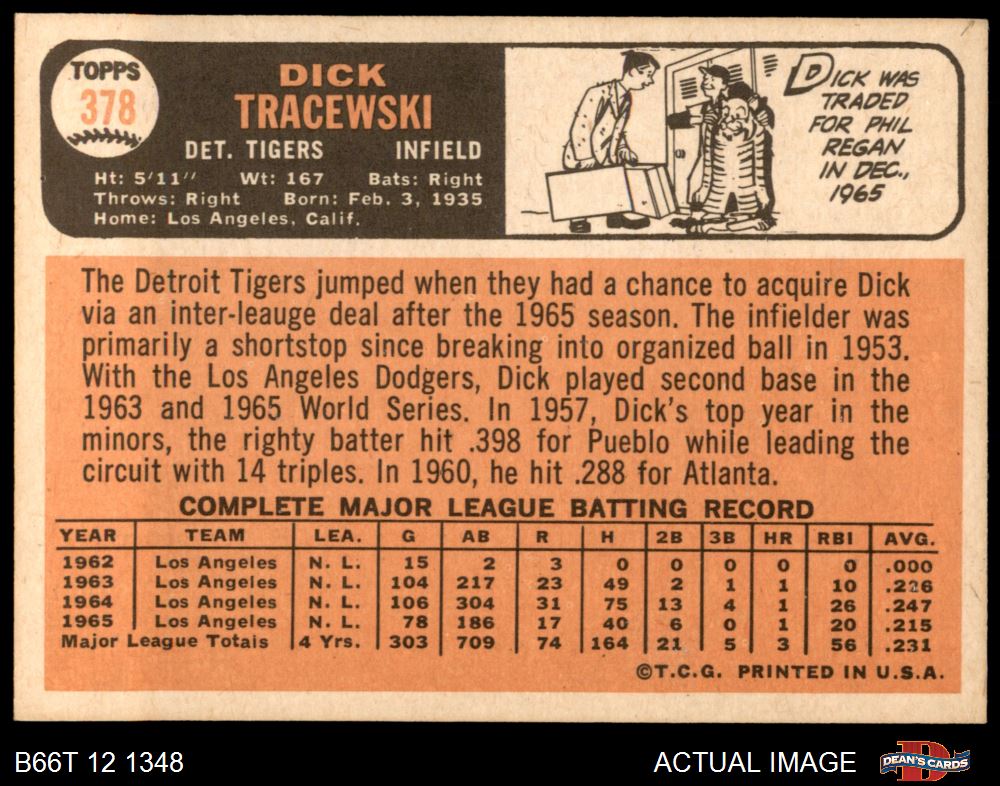 TOPPS
378
DICK
TRACEWSKI
DET. TIGERS INFIELD
Ht: 5'11" Wt: 167 Bats: Right
Throws: Right Born: Feb. 3, 1935
Home: Los Angeles, Calif.
DICK WAS
TRADED
FOR PHIL
REGAN
IN DEC.,
1965
The Detroit Tigers jumped when they had a chance to acquire Dick
via an inter-leauge deal after the 1965 season. The infielder was
primarily a shortstop since breaking into organized ball in 1953.
With the Los Angeles Dodgers, Dick played second base in the
1963 and 1965 World Series. In 1957, Dick's top year in the
minors, the righty batter hit .398 for Pueblo while leading the
circuit with 14 triples. In 1960, he hit .288 for Atlanta.
COMPLETE MAJOR LEAGUE BATTING RECORD
YEAR TEAM LEA. G AB R H 2B 3B HR RBI AVG.
1962 Los Angeles N. L. 15 2 3 0 0 0 0 0 .000
1963 Los Angeles N. L. 104 217 23 49 2 1 1 10 .226
1964 Los Angeles N. L. 106 304 31 75 13 4 1 26 .247
1965 Los Angeles N. L. 78 186 17 40 6 0 1 20 .215
Major League Totals 4 Yrs. 303 709 74 164 21 5 3 56 .231
©T.C.G. PRINTED IN U.S.A.
B66T 12 1348 ACTUAL IMAGE DEAN'S CARDS